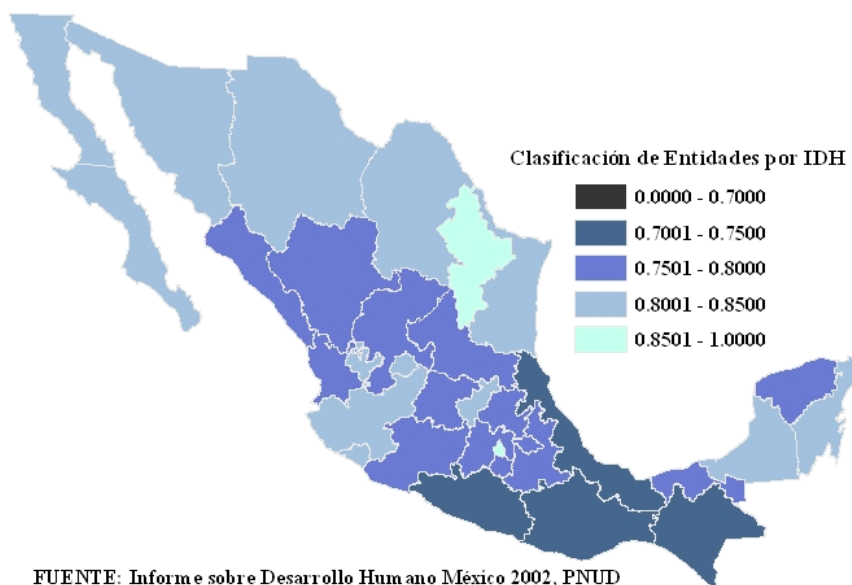 Clasificación de Entidades por IDH
0.0000 - 0.7000
0.7001 - 0.7500
0.7501 - 0.8000
0.8001 - 0.8500
0.8501 - 1.0000
FUENTE: Informe sobre Desarrollo Humano México 2002, PNUD